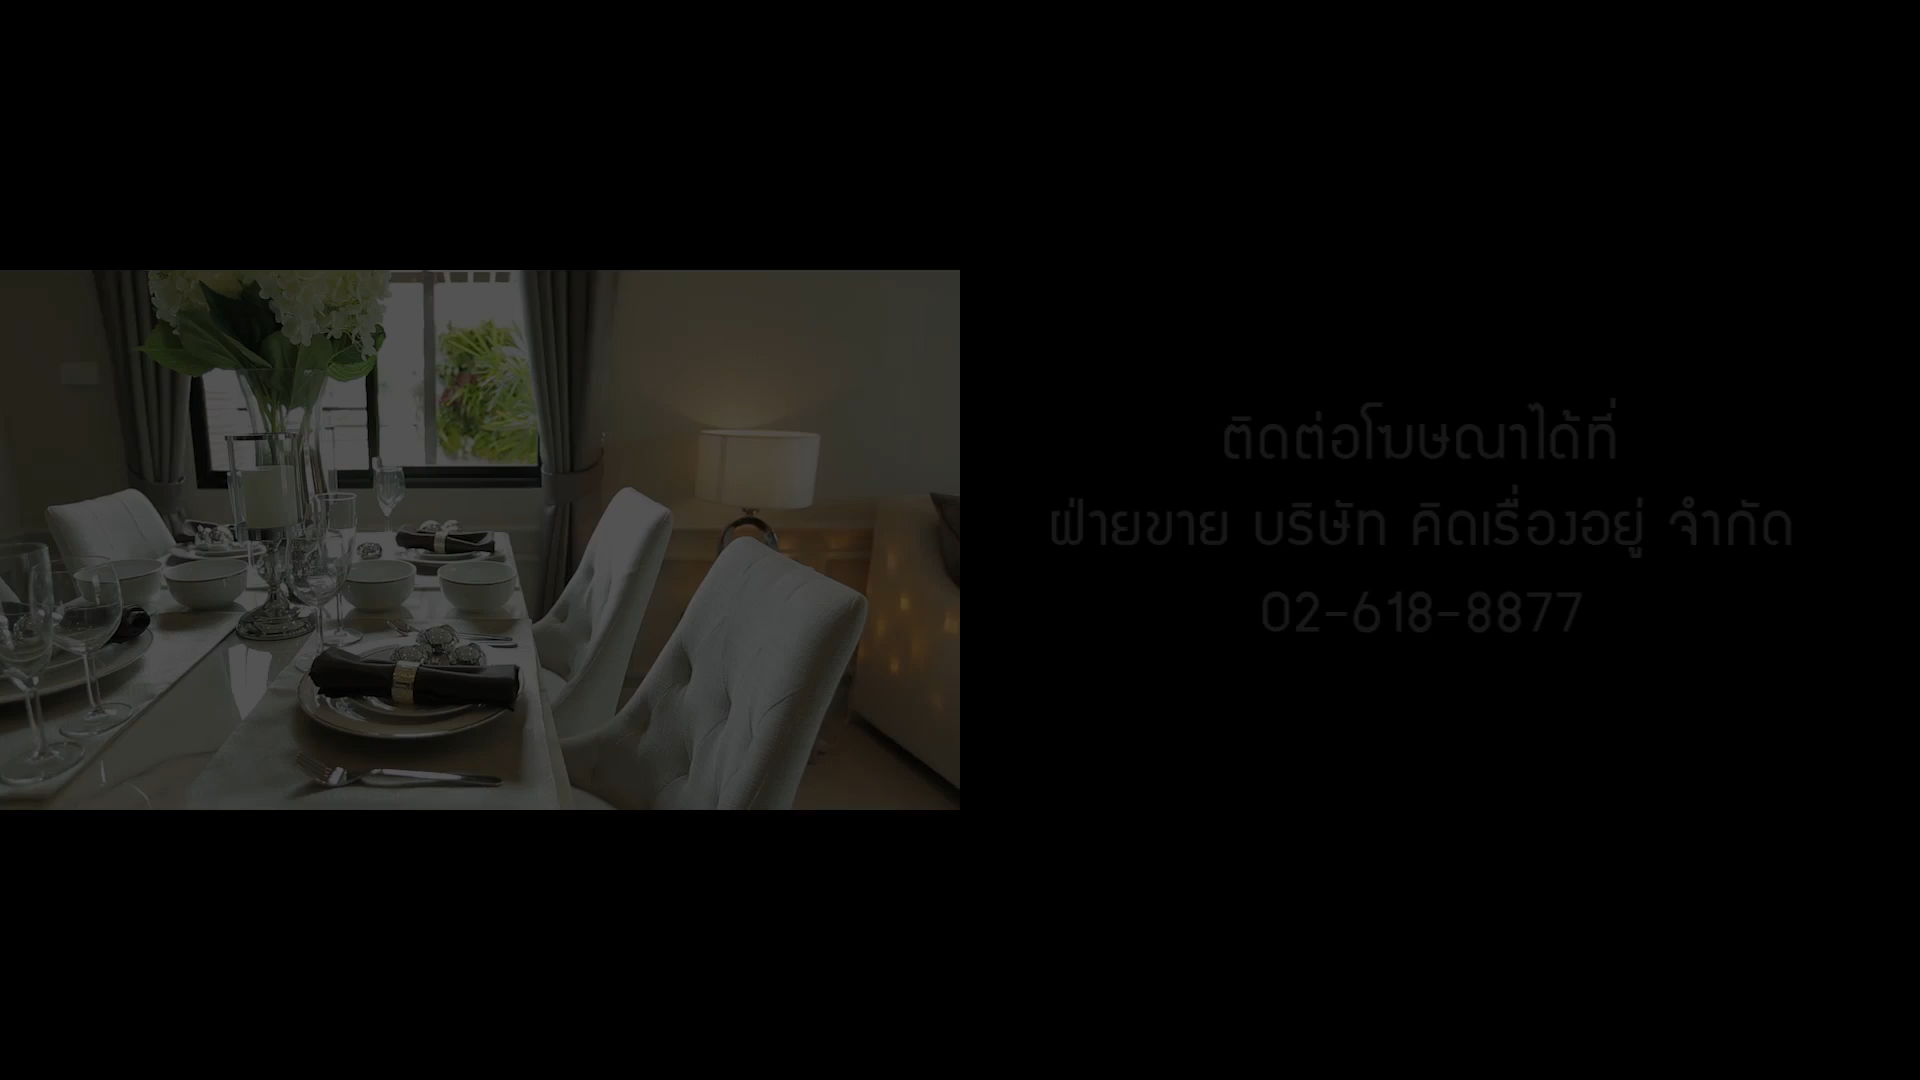 ติดต่อโฆษณาได้ที่
ฝ่ายขาย บริษัท คิดเรื่องอยู่ จำกัด
02-618-8877